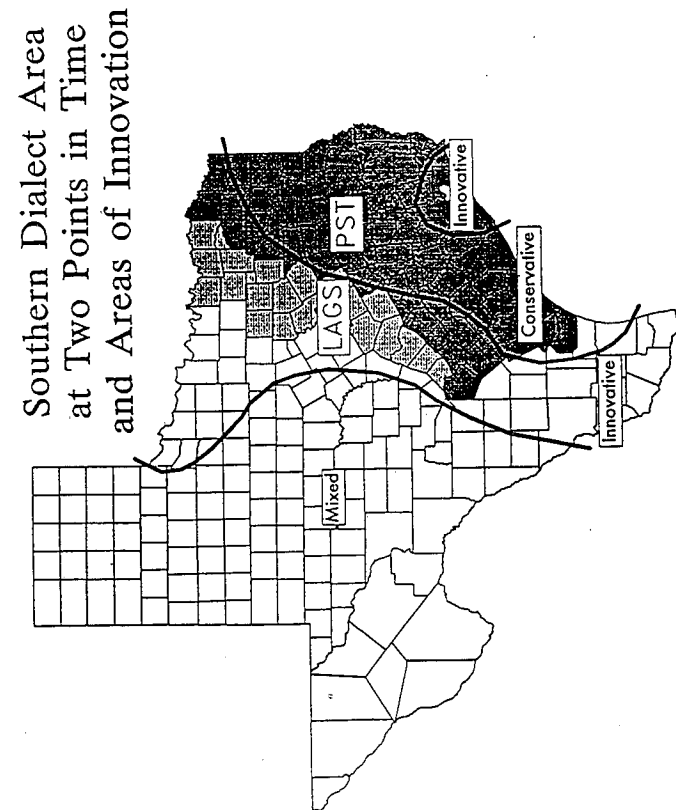 Southern Dialect Area
at Two Points in Time
and Areas of Innovation
PST
LAGS
Innovative
Conservative
Mixed
Innovative